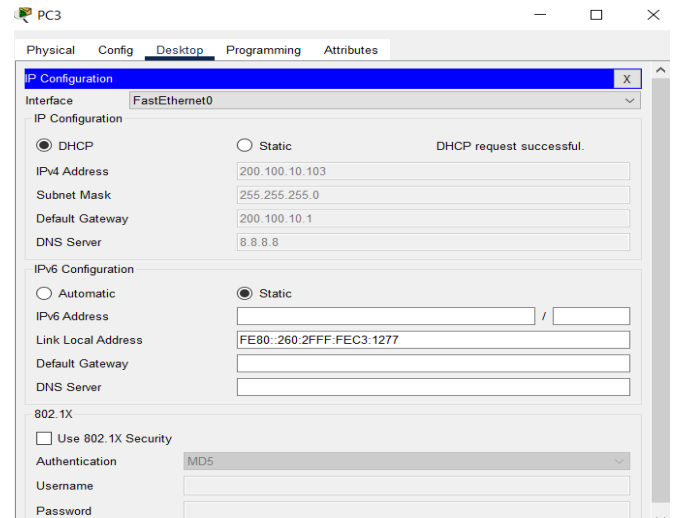 PC3
Physical Config Desktop Programming Attributes
IP Configuration X
Interface FastEthernet0
IP Configuration
DHCP Static DHCP request successful.
IPv4 Address 200.100.10.103
Subnet Mask 255.255.255.0
Default Gateway 200.100.10.1
DNS Server 8.8.8.8
IPv6 Configuration
Automatic Static
IPv6 Address /
Link Local Address FE80::260:2FFF:FEC3:1277
Default Gateway
DNS Server
802.1X
Use 802.1X Security
Authentication MD5
Username
Password